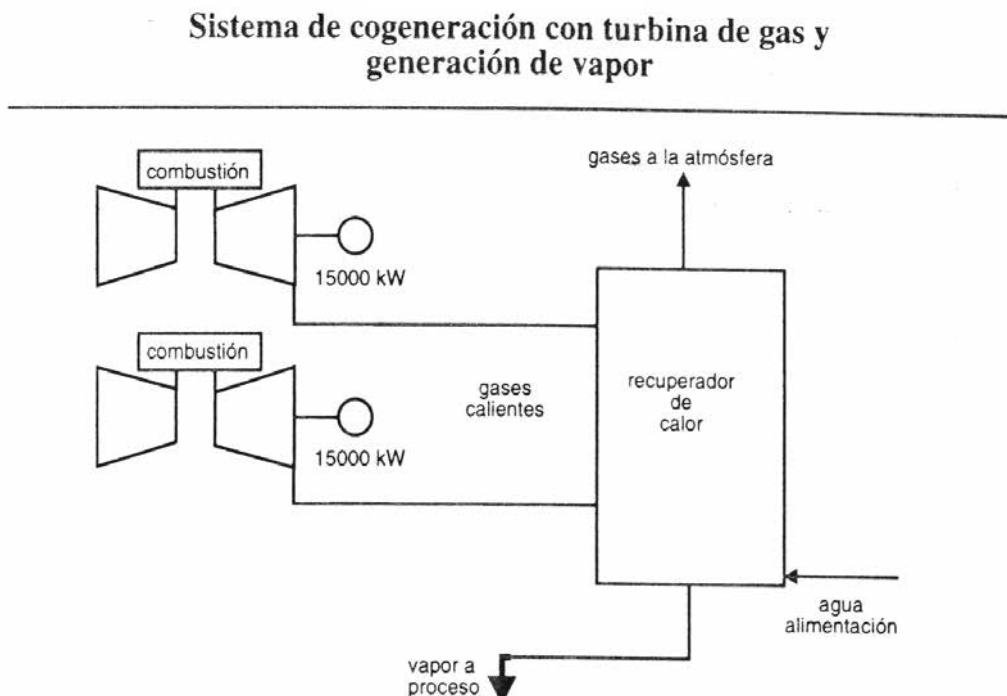 Sistema de cogeneración con turbina de gas y
generación de vapor
combustión
15000 kW
gases a la atmósfera
combustión
15000 kW
gases
calientes
recuperador
de
calor
agua
alimentación
vapor a
proceso